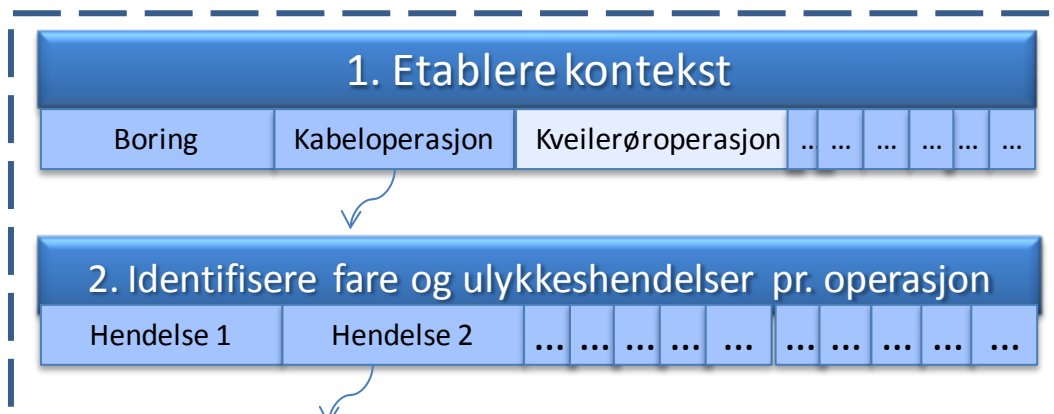 1. Etablere kontekst
Boring Kabeloperasjon Kveilerøroperasjon ... ... ... ... ... ...
2. Identifisere fare og ulykkeshendelser pr. operasjon
Hendelse 1 Hendelse 2 ... ... ... ... ... ... ... ... ... ...